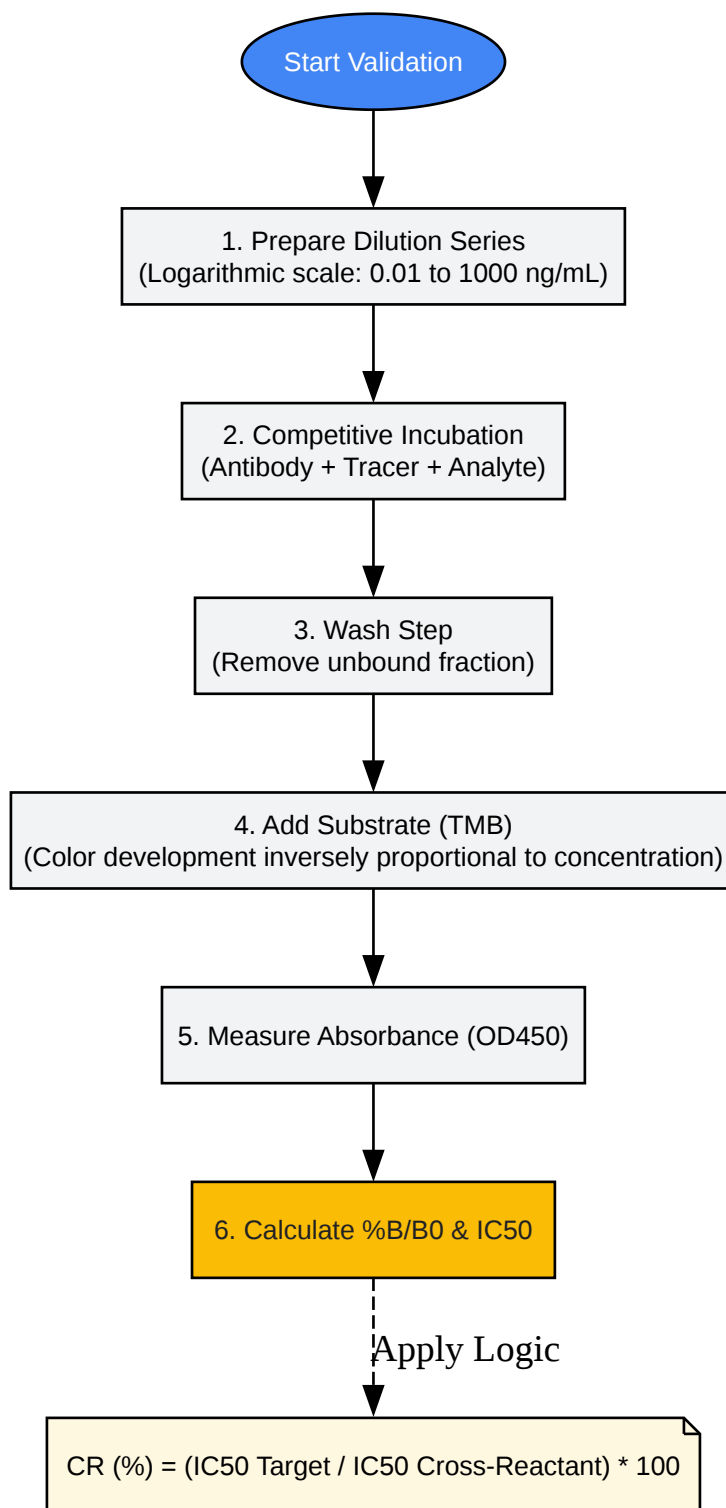 Start Validation
1. Prepare Dilution Series
(Logarithmic scale: 0.01 to 1000 ng/mL)
2. Competitive Incubation
(Antibody + Tracer + Analyte)
3. Wash Step
(Remove unbound fraction)
4. Add Substrate (TMB)
(Color development inversely proportional to concentration)
5. Measure Absorbance (OD450)
6. Calculate %B/B0 & IC50
Apply Logic
CR (%) = (IC50 Target / IC50 Cross-Reactant) * 100